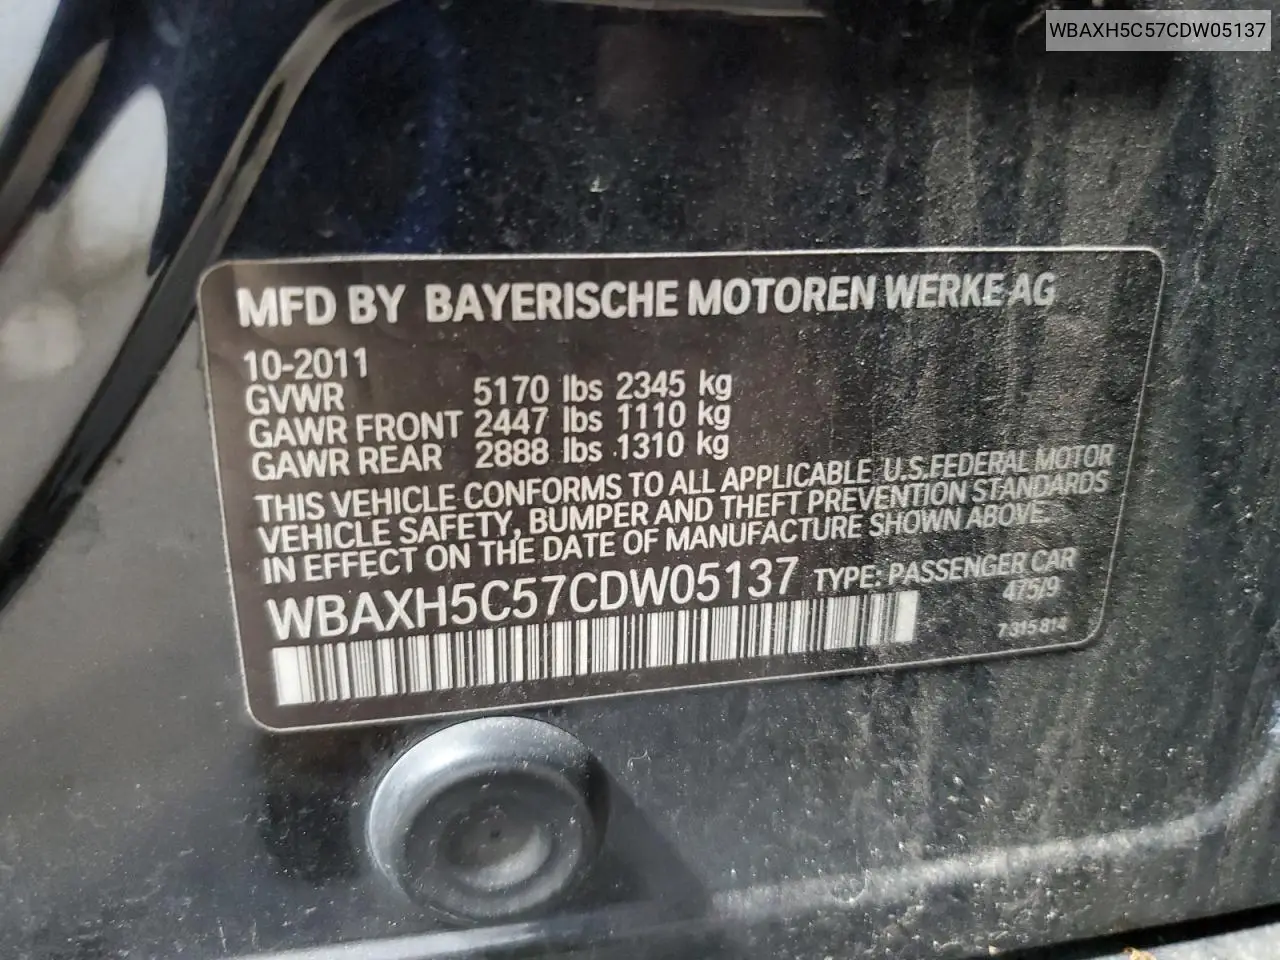 WBAXH5C57CDW05137
MFD BY BAYERISCHE MOTOREN WERKE AG
10-2011
GVWR 5170 lbs 2345 kg
GAWR FRONT 2447 lbs 1110 kg
GAWR REAR 2888 lbs 1310 kg
THIS VEHICLE CONFORMS TO ALL APPLICABLE U.S.FEDERAL MOTOR
VEHICLE SAFETY, BUMPER AND THEFT PREVENTION STANDARDS
IN EFFECT ON THE DATE OF MANUFACTURE SHOWN ABOVE.
WBAXH5C57CDW05137 TYPE: PASSENGER CAR
475/9
7 315 814